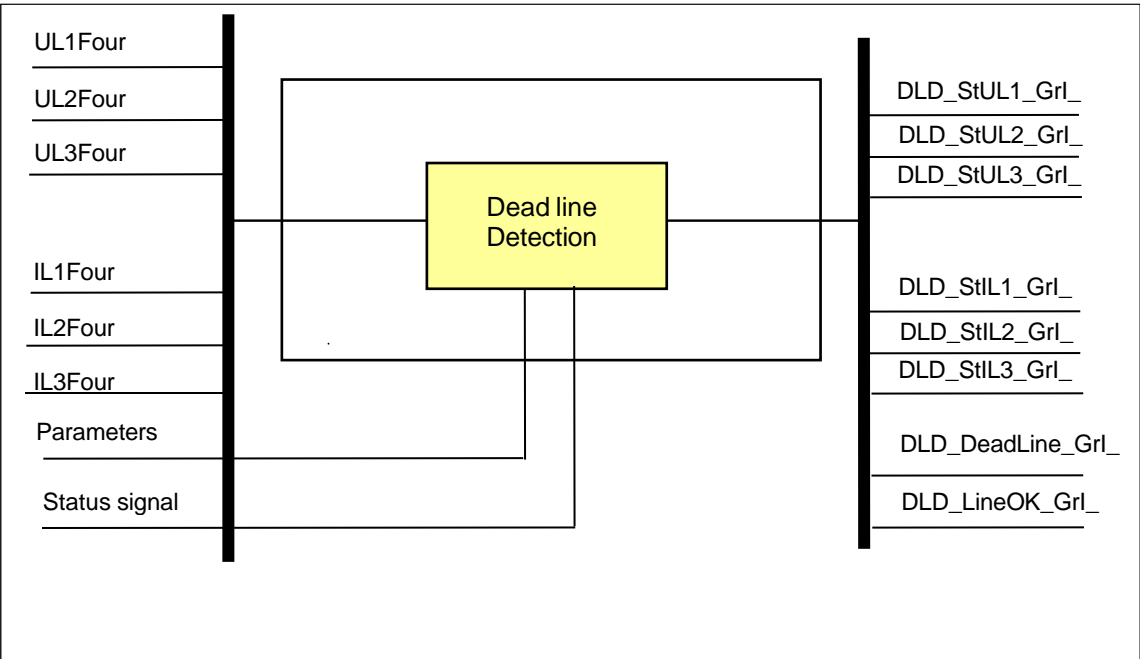 UL1Four
UL2Four
UL3Four
IL1Four
IL2Four
IL3Four
Parameters
Status signal
Dead line
Detection
DLD_StUL1_GrI_
DLD_StUL2_GrI_
DLD_StUL3_GrI_
DLD_StIL1_GrI_
DLD_StIL2_GrI_
DLD_StIL3_GrI_
DLD_DeadLine_GrI_
DLD_LineOK_GrI_